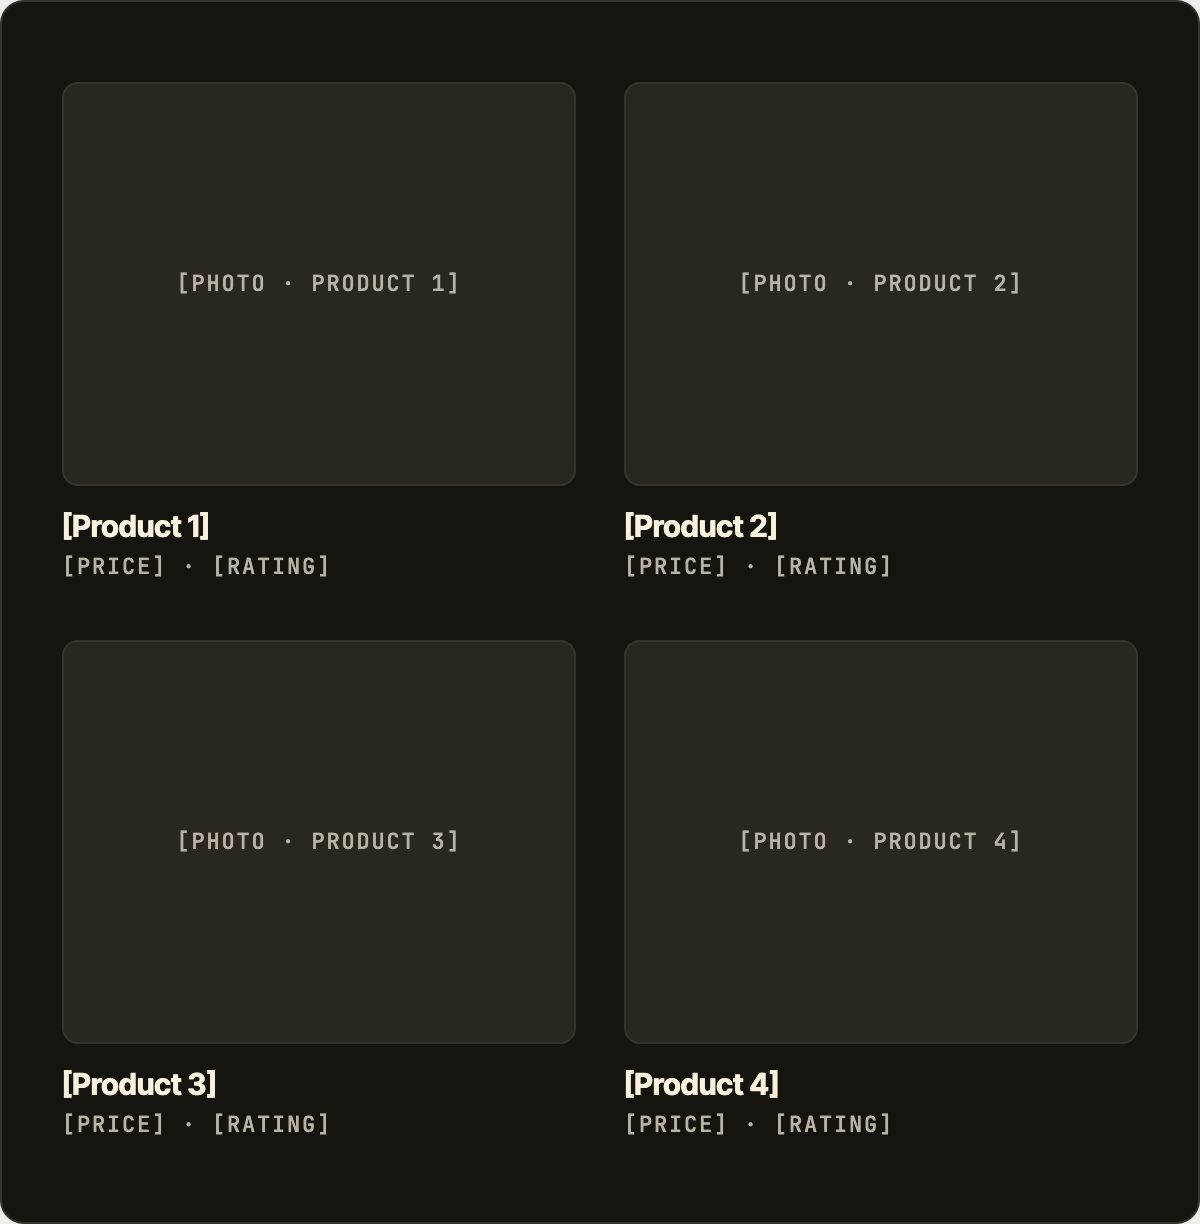 [PHOTO · PRODUCT 1]
[PHOTO · PRODUCT 2]
[Product 1]
[PRICE] · [RATING]
[Product 2]
[PRICE] · [RATING]
[PHOTO · PRODUCT 3]
[PHOTO · PRODUCT 4]
[Product 3]
[PRICE] · [RATING]
[Product 4]
[PRICE] · [RATING]